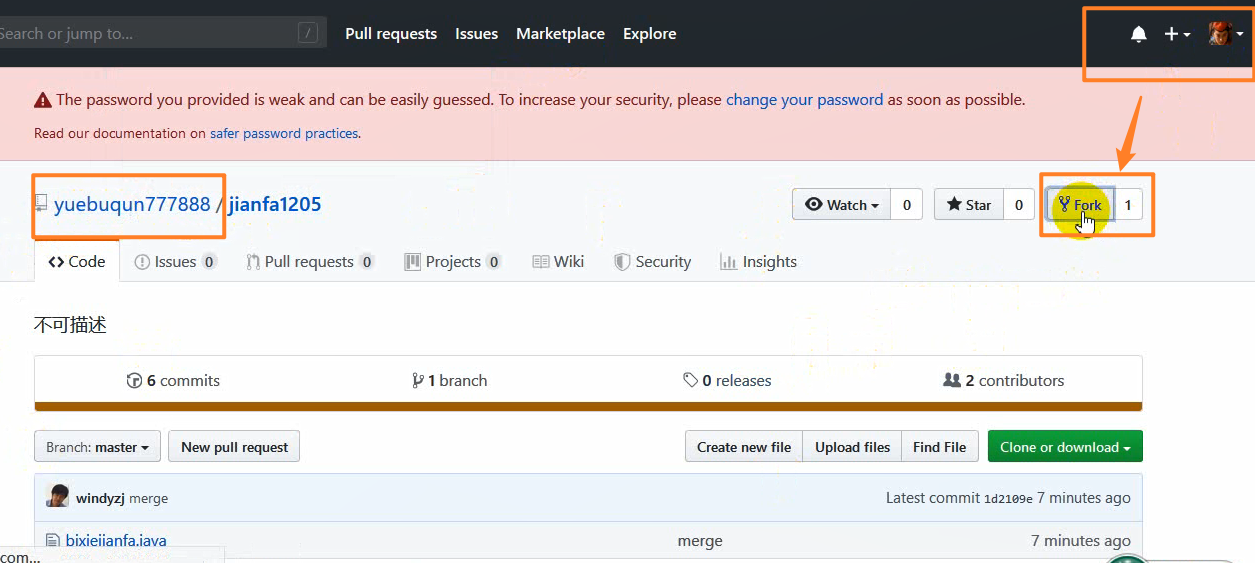 Search or jump to... /
Pull requests Issues Marketplace Explore
The password you provided is weak and can be easily guessed. To increase your security, please change your password as soon as possible.
Read our documentation on safer password practices.
yuebuqun777888 / jianfa1205
Watch 0 Star 0 Fork 1
Code Issues 0 Pull requests 0 Projects 0 Wiki Security Insights
不可描述
6 commits 1 branch 0 releases 2 contributors
Branch: master New pull request Create new file Upload files Find File Clone or download
windyzj merge Latest commit 1d2109e 7 minutes ago
bixiejianfa.java merge 7 minutes ago
com...